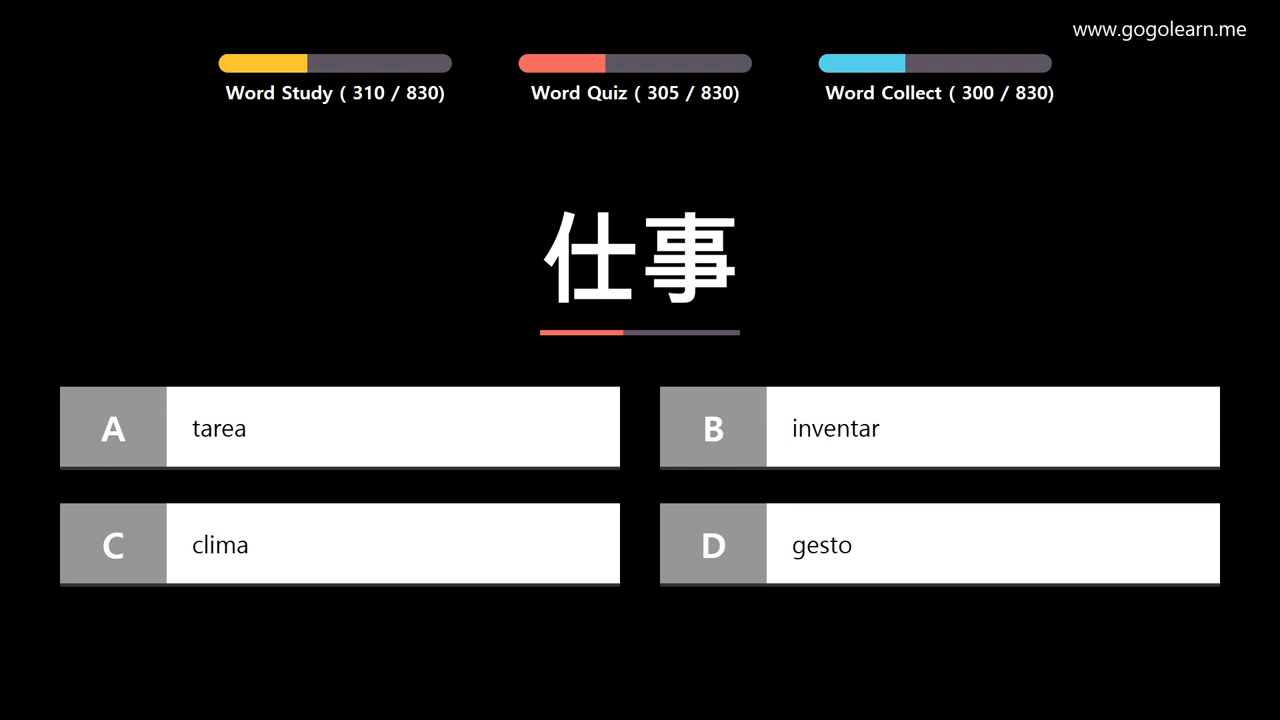 www.gogolearn.me
Word Study ( 310 / 830)
Word Quiz ( 305 / 830)
Word Collect ( 300 / 830)
仕事
A tarea
B inventar
C clima
D gesto